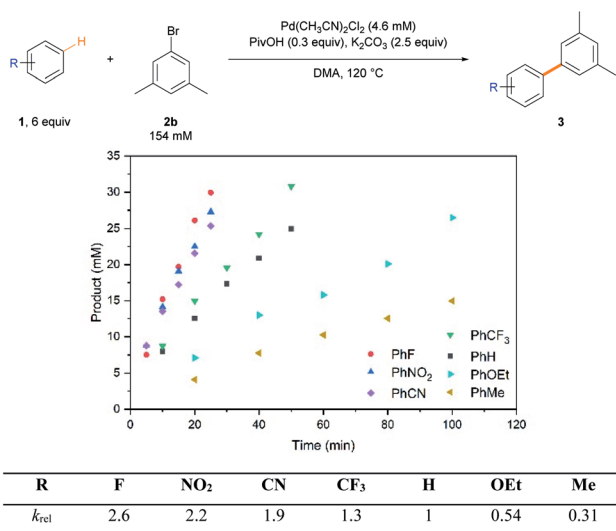 R
H
+
Br
Pd(CH₃CN)₂Cl₂ (4.6 mM)
PivOH (0.3 equiv), K₂CO₃ (2.5 equiv)
DMA, 120 °C
R
1, 6 equiv
2b
154 mM
3
Product (mM)
35
30
25
20
15
10
5
0
0 20 40 60 80 100 120
Time (min)
PhF
PhNO₂
PhCN
PhCF₃
PhH
PhOEt
PhMe
R F NO₂ CN CF₃ H OEt Me
k_rel 2.6 2.2 1.9 1.3 1 0.54 0.31